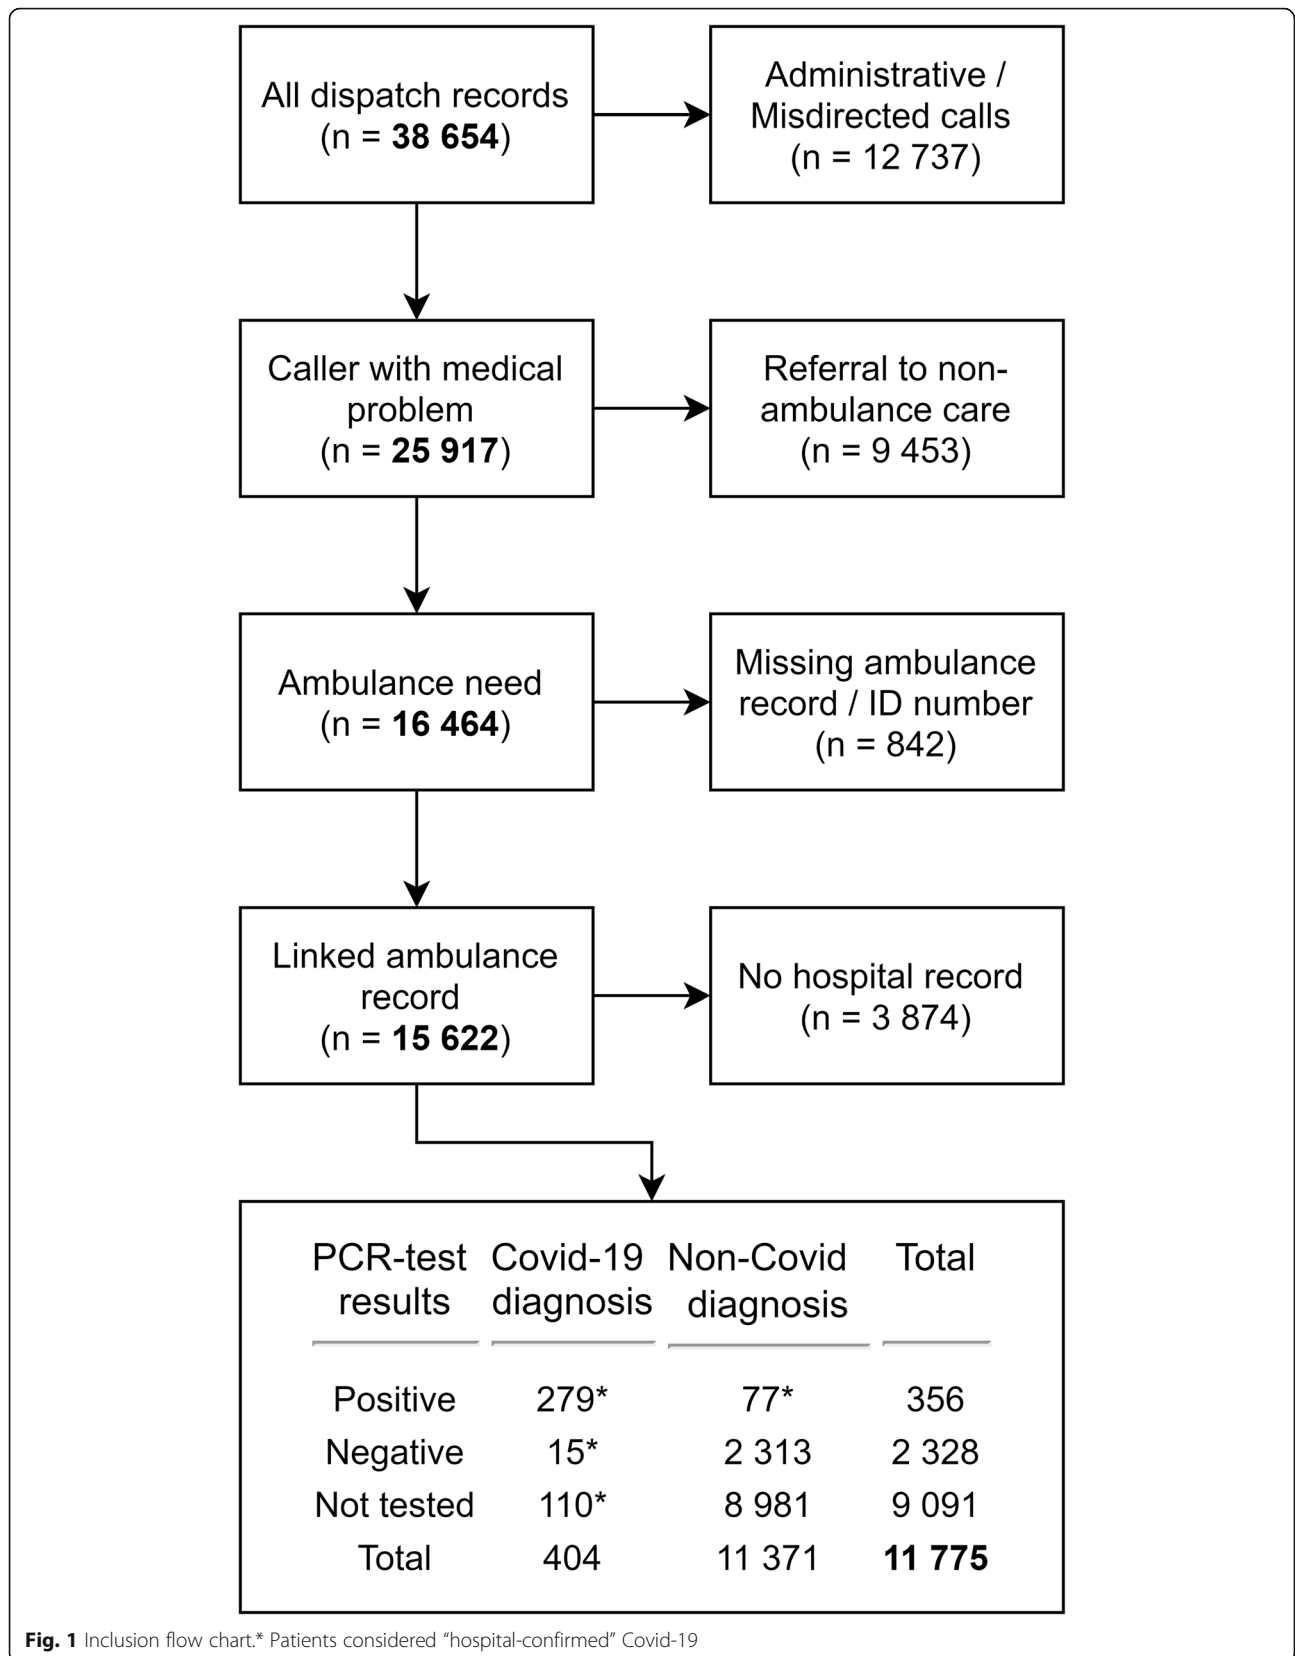 All dispatch records
(n = 38 654)
Administrative /
Misdirected calls
(n = 12 737)
Caller with medical
problem
(n = 25 917)
Referral to non-
ambulance care
(n = 9 453)
Ambulance need
(n = 16 464)
Missing ambulance
record / ID number
(n = 842)
Linked ambulance
record
(n = 15 622)
No hospital record
(n = 3 874)
PCR-test results Covid-19 diagnosis Non-Covid diagnosis Total
Positive 279* 77* 356
Negative 15* 2 313 2 328
Not tested 110* 8 981 9 091
Total 404 11 371 11 775
Fig. 1 Inclusion flow chart.* Patients considered “hospital-confirmed” Covid-19